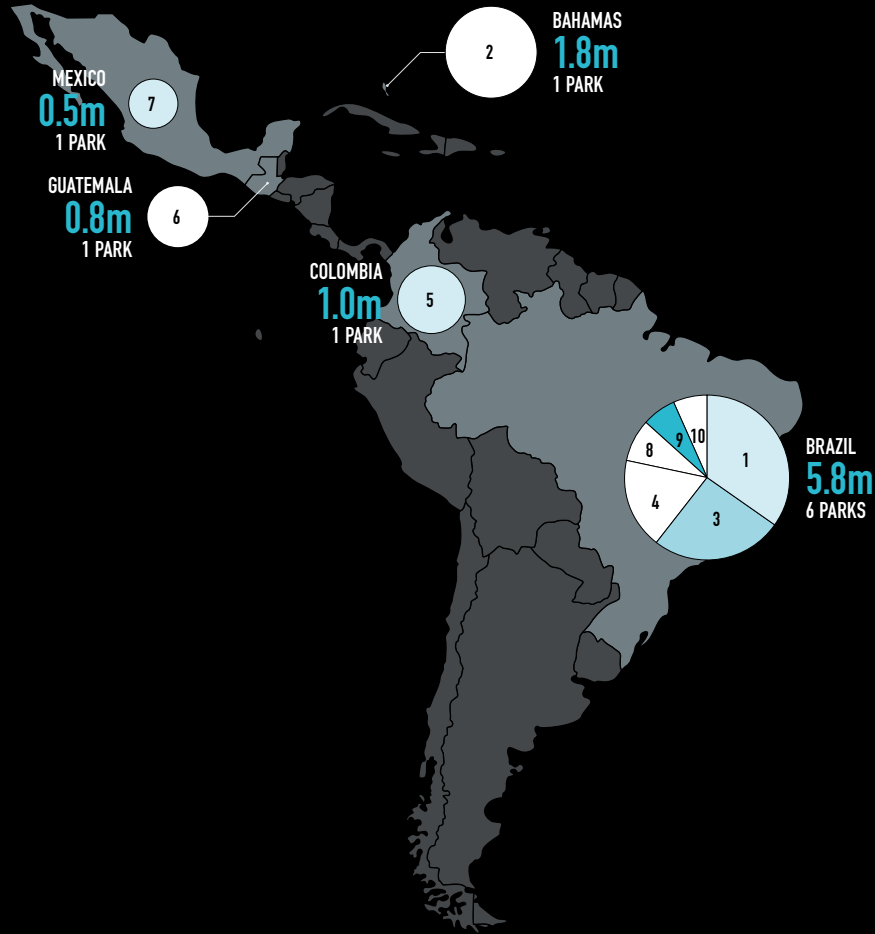 BAHAMAS
1.8m
1 PARK
2
MEXICO
0.5m
1 PARK
7
GUATEMALA
0.8m
1 PARK
6
COLOMBIA
1.0m
1 PARK
5
BRAZIL
5.8m
6 PARKS
1
3
4
8
9
10